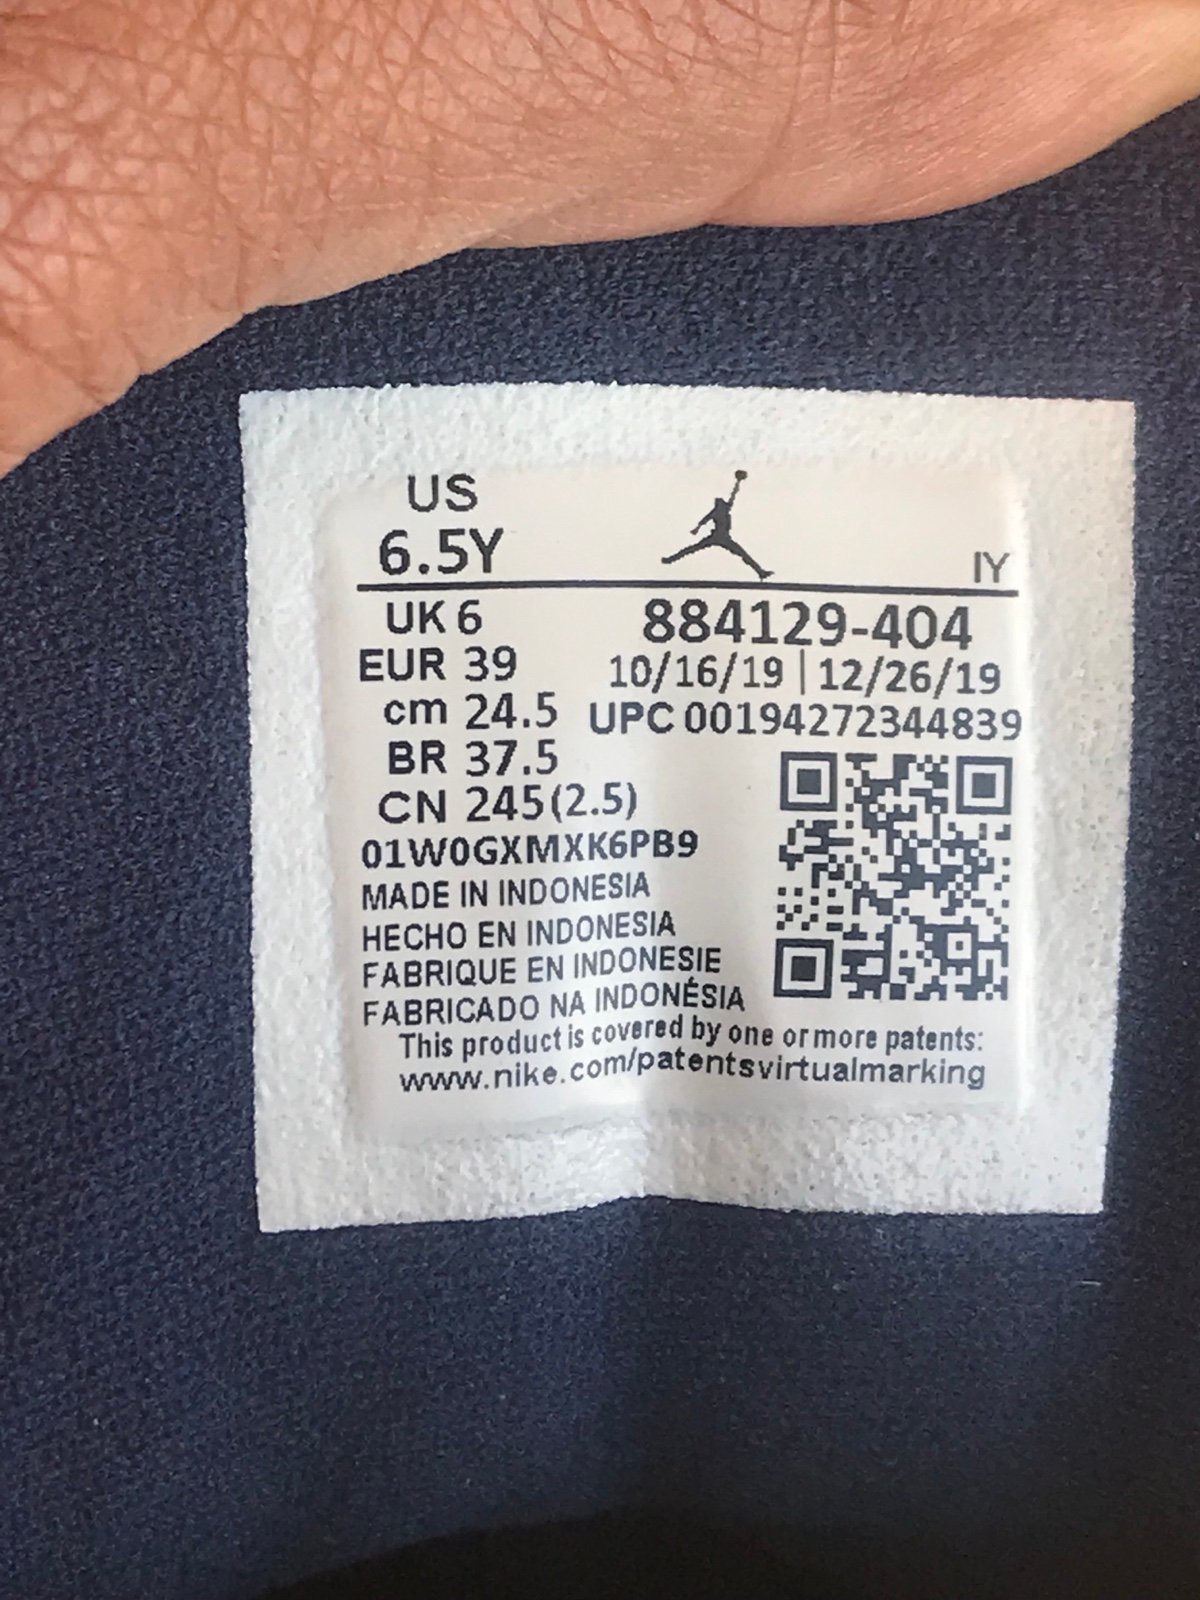 US
6.5Y
IY
UK 6
884129-404
EUR 39
10/16/19 | 12/26/19
cm 24.5
UPC 00194272344839
BR 37.5
CN 245(2.5)
01W0GXMXK6PB9
MADE IN INDONESIA
HECHO EN INDONESIA
FABRIQUE EN INDONESIE
FABRICADO NA INDONÉSIA
This product is covered by one or more patents:
www.nike.com/patentsvirtualmarking